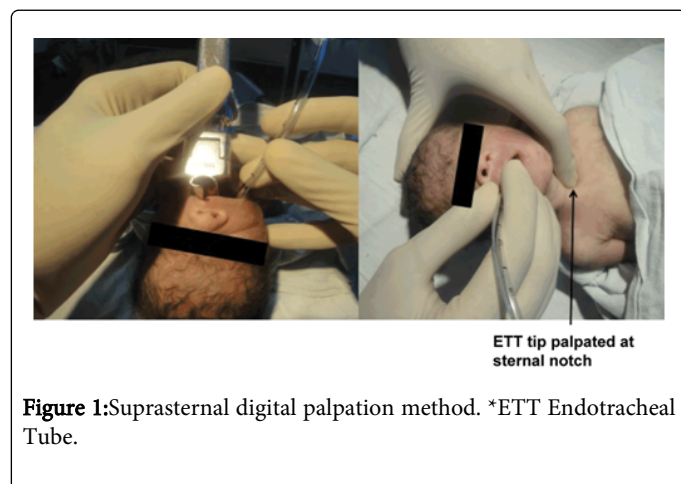 ETT tip palpated at
sternal notch
Figure 1:Suprasternal digital palpation method. *ETT Endotracheal
Tube.